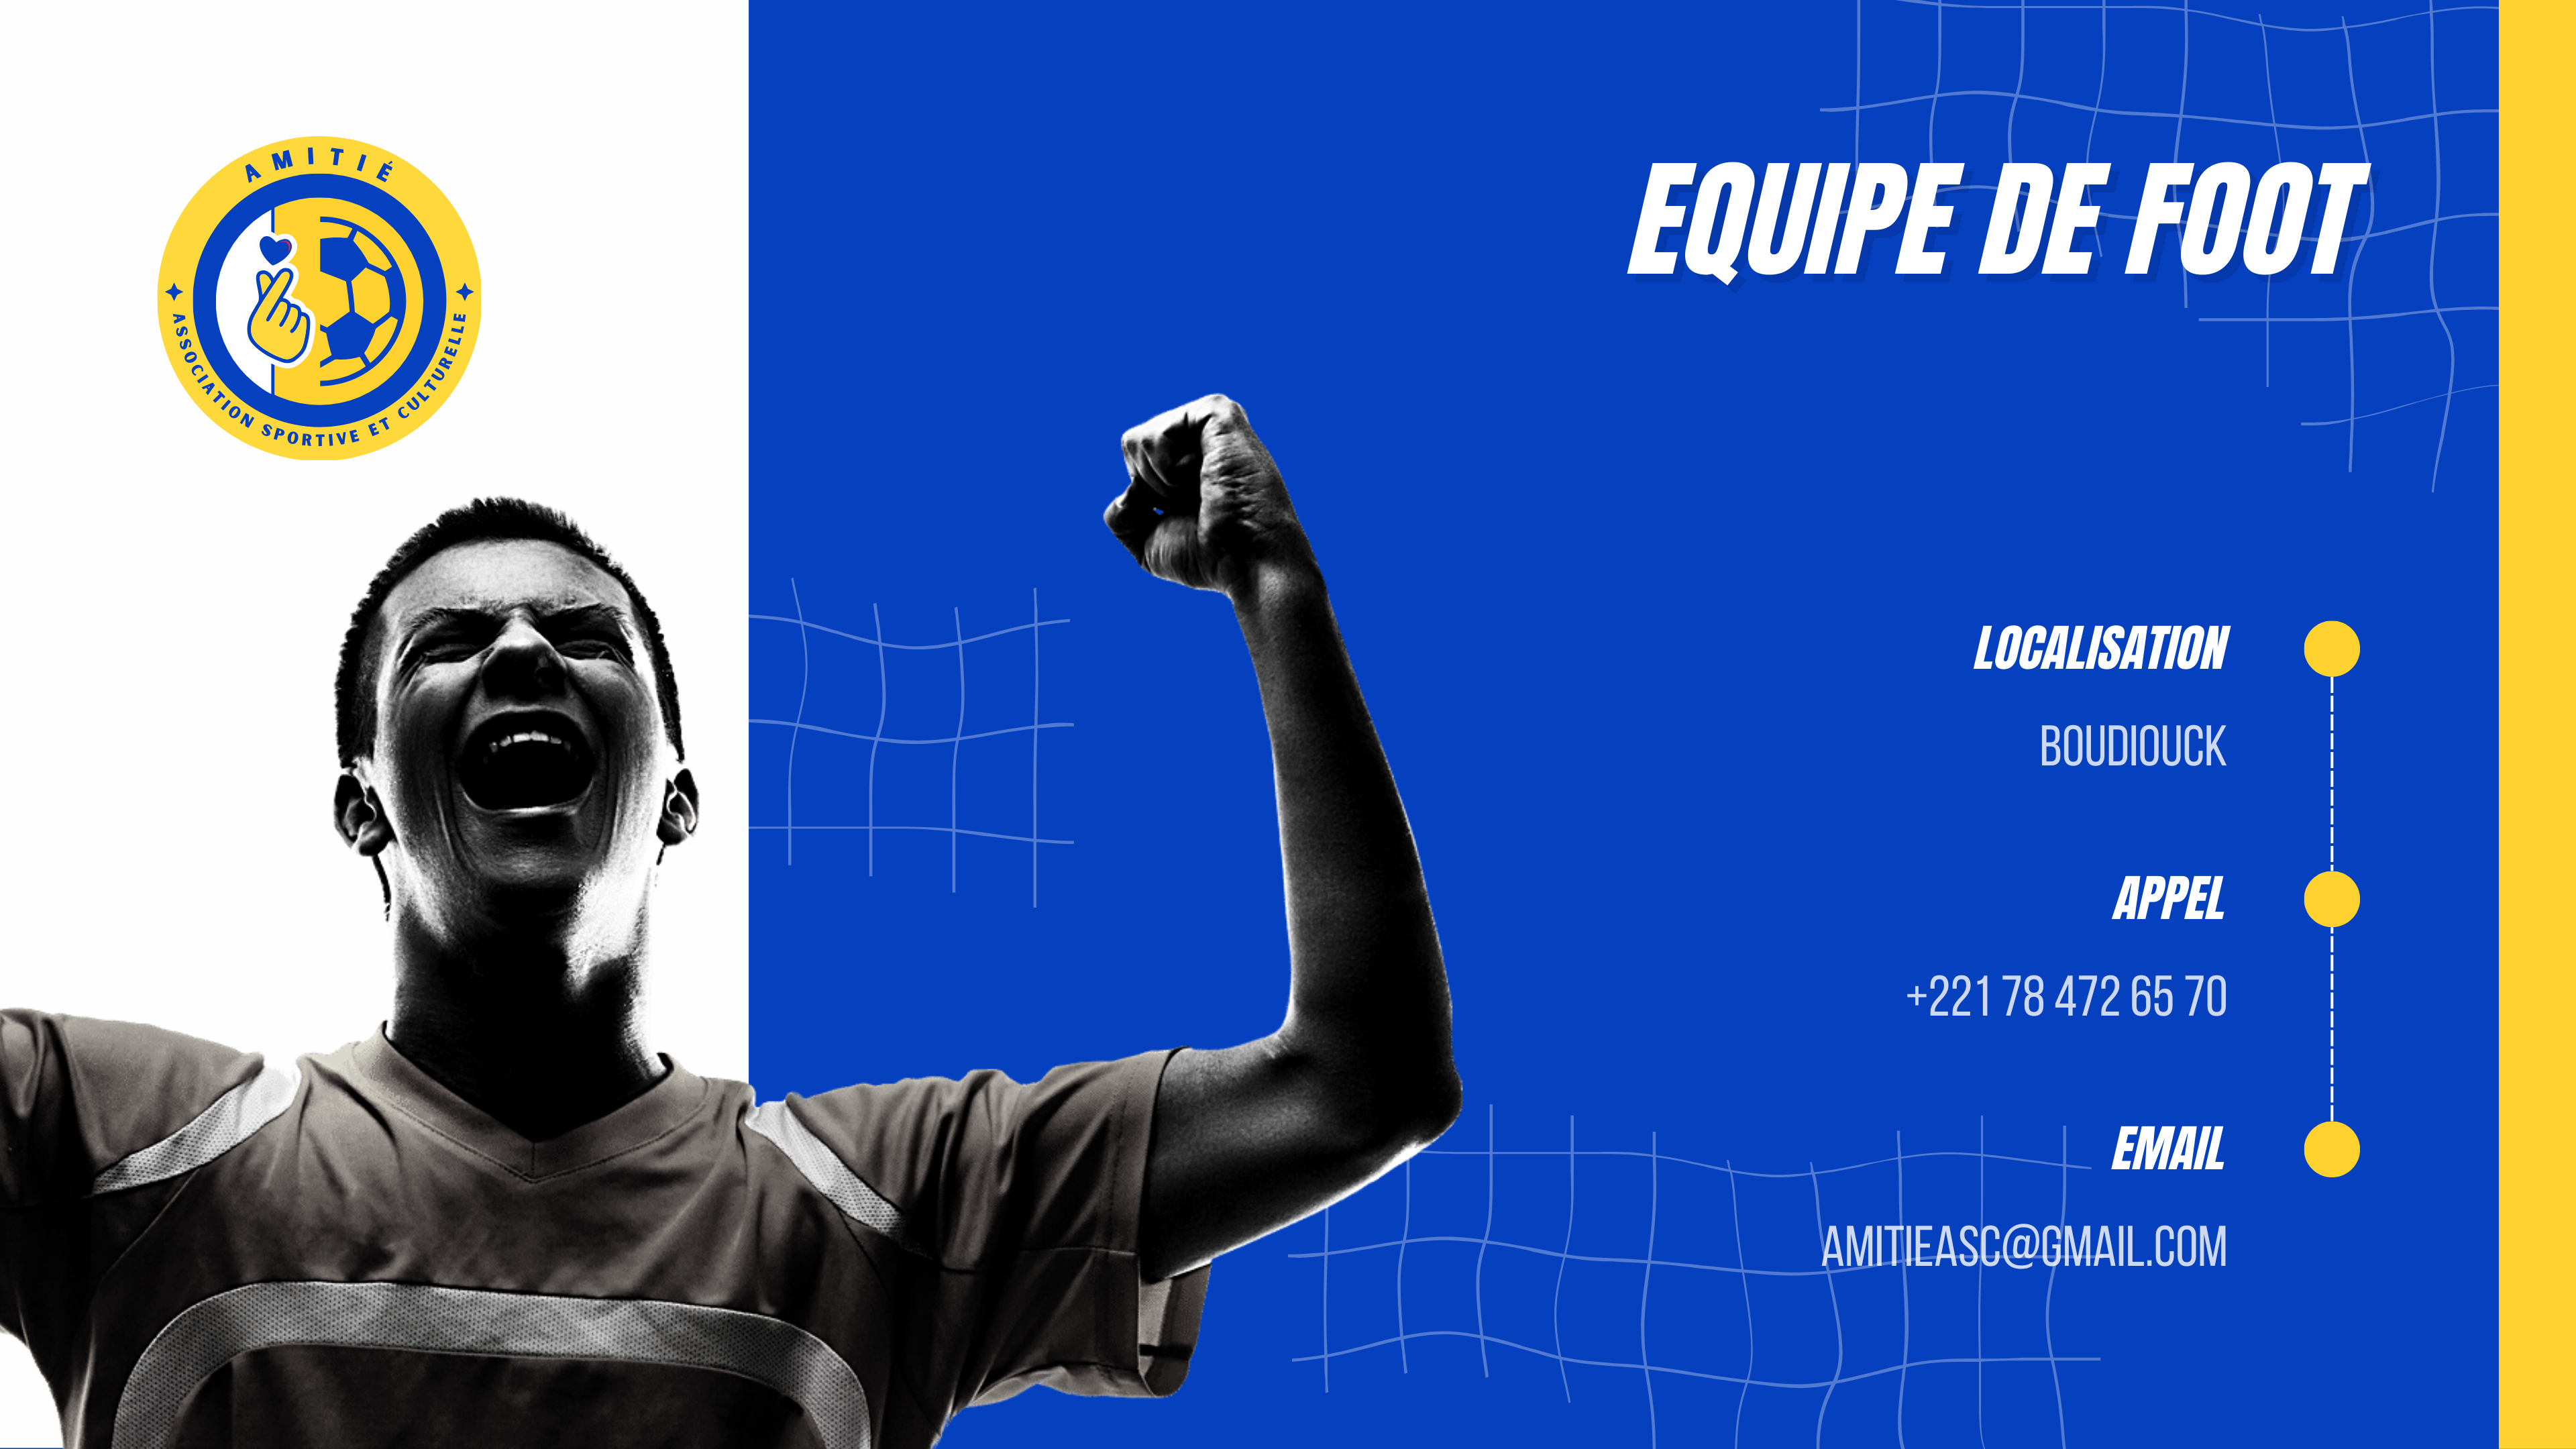 AMITIÉ
ASSOCIATION SPORTIVE ET CULTURELLE
EQUIPE DE FOOT
LOCALISATION
BOUDIOUCK
APPEL
+221 78 472 65 70
EMAIL
AMITIEASC@GMAIL.COM